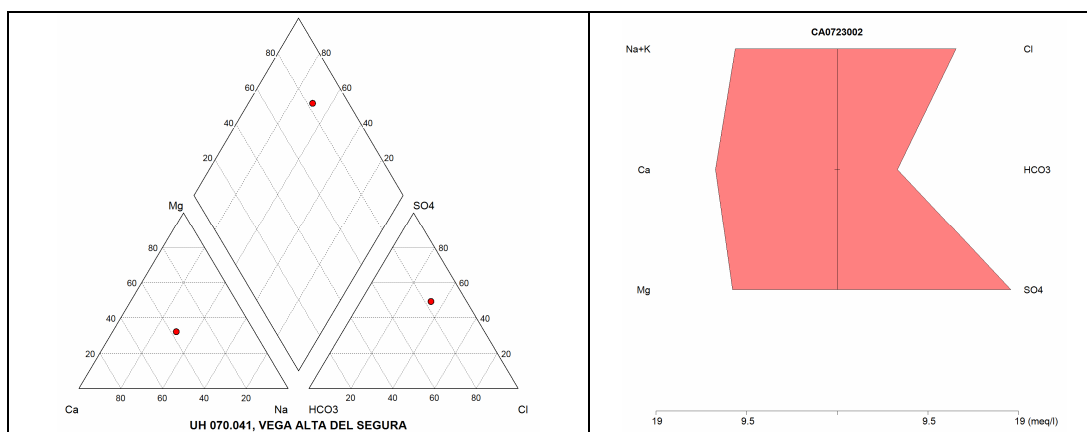 80 80
60 60
40 40
20 20
Mg SO4
80 80
60 60
40 40
20 20
80 60 40 20 20 40 60 80
Ca Na HCO3 Cl
UH 070.041, VEGA ALTA DEL SEGURA
CA0723002
Na+K Cl
Ca HCO3
Mg SO4
19 9.5 9.5 19 (meq/l)